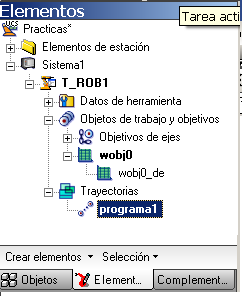 Elementos
Tarea acti
Practicas*
Elementos de estación
Sistema1
T_ROB1
Datos de herramienta
Objetos de trabajo y objetivos
Objetivos de ejes
wobj0
wobj0_de
Trayectorias
programa1
Crear elementos
Selección
Objetos
Element...
Complement...